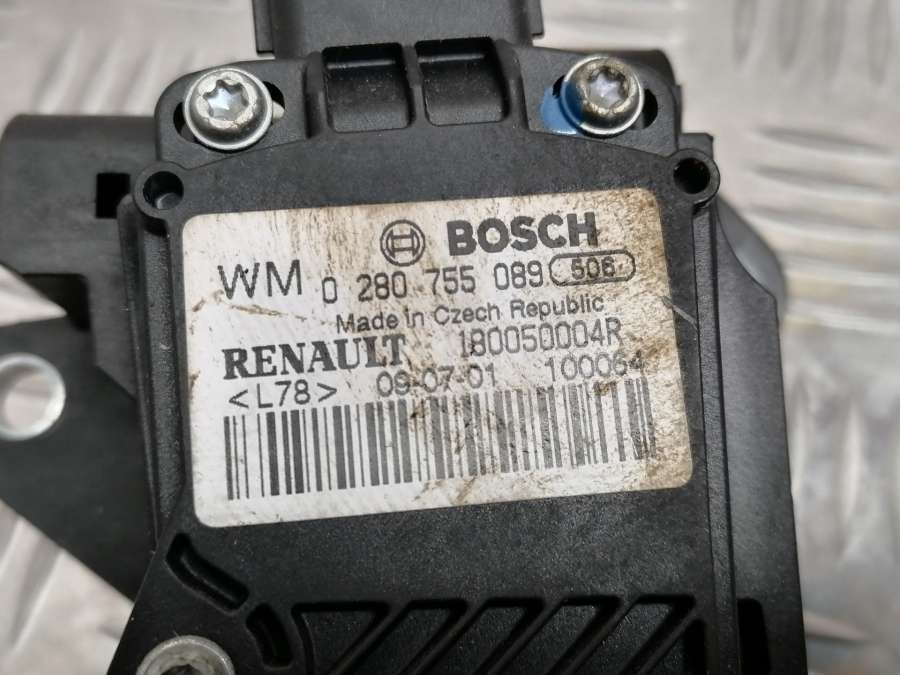 BOSCH
WM 0 280 755 089 506
Made in Czech Republic
RENAULT 180050004R
<L78> 09-07-01 100064